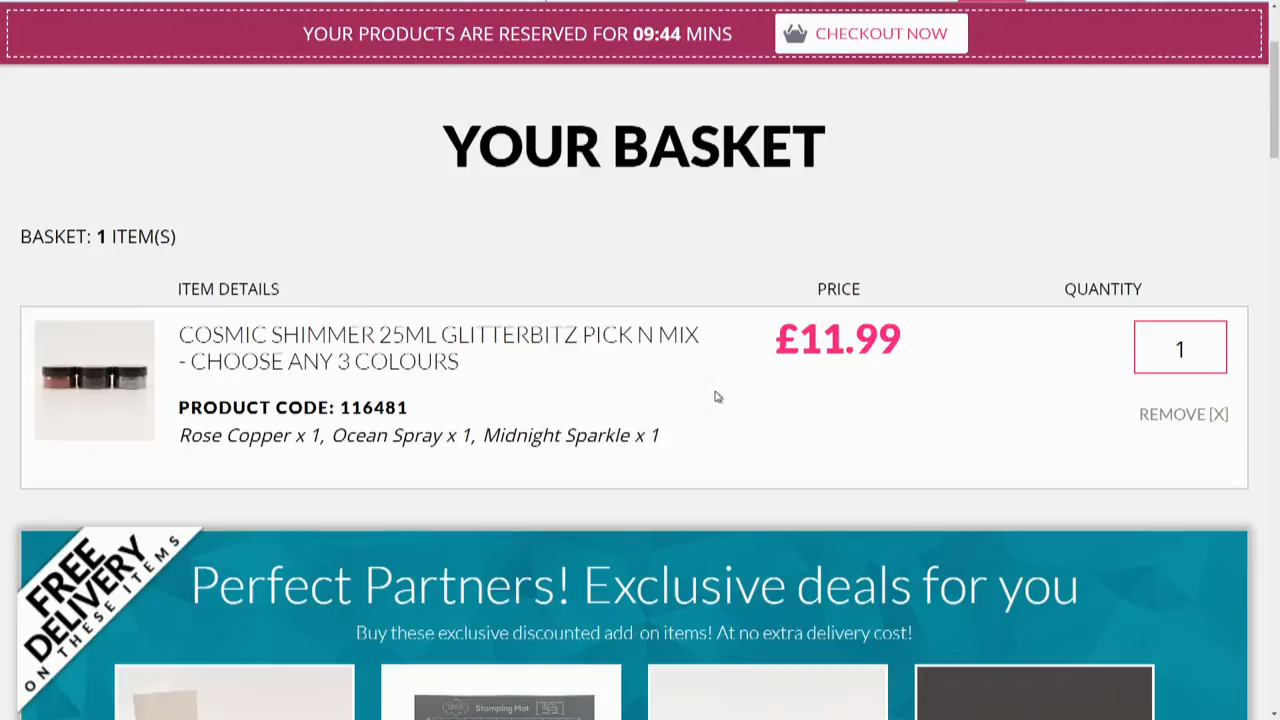 YOUR PRODUCTS ARE RESERVED FOR 09:44 MINS
CHECKOUT NOW
YOUR BASKET
BASKET: 1 ITEM(S)
ITEM DETAILS PRICE QUANTITY
COSMIC SHIMMER 25ML GLITTERBITZ PICK N MIX
- CHOOSE ANY 3 COLOURS
£11.99
1
PRODUCT CODE: 116481
REMOVE [X]
Rose Copper x 1, Ocean Spray x 1, Midnight Sparkle x 1
FREE
DELIVERY
ON THESE ITEMS
Perfect Partners! Exclusive deals for you
Buy these exclusive discounted add-on items! At no extra delivery cost!
Stamping Mat